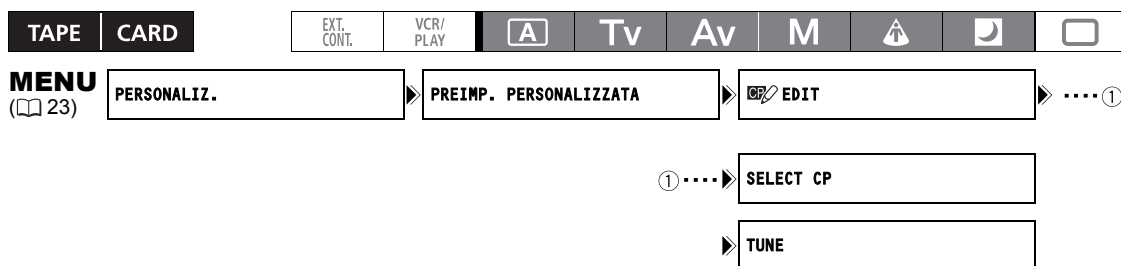 TAPE CARD EXT. CONT. VCR/ PLAY A Tv Av M
MENU (23) PERSONALIZ. PREIMP. PERSONALIZZATA CP EDIT ①
① SELECT CP
TUNE